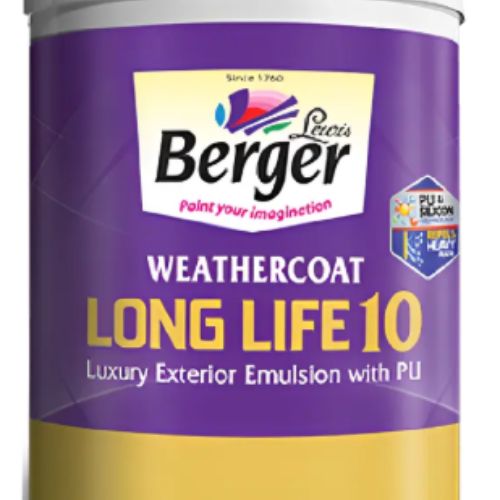 Since 1760
Lewis
Berger
Paint your imagination
PU &
SILICON
HEAVY
WEATHERCOAT
LONG LIFE 10
Luxury Exterior Emulsion with PU